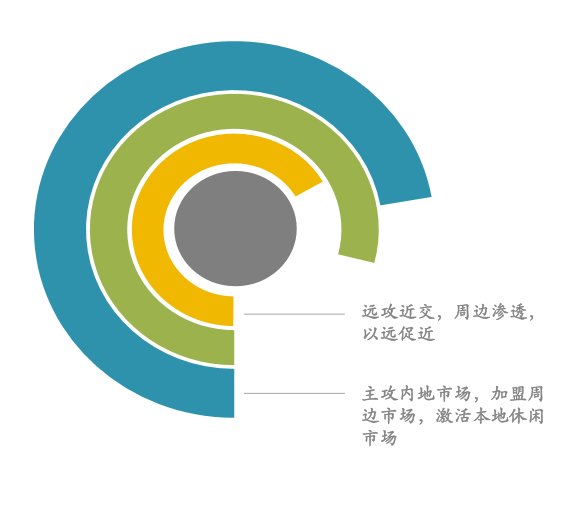 远攻近交，周边渗透，
以远促近
主攻内地市场，加盟周
边市场，激活本地休闲
市场